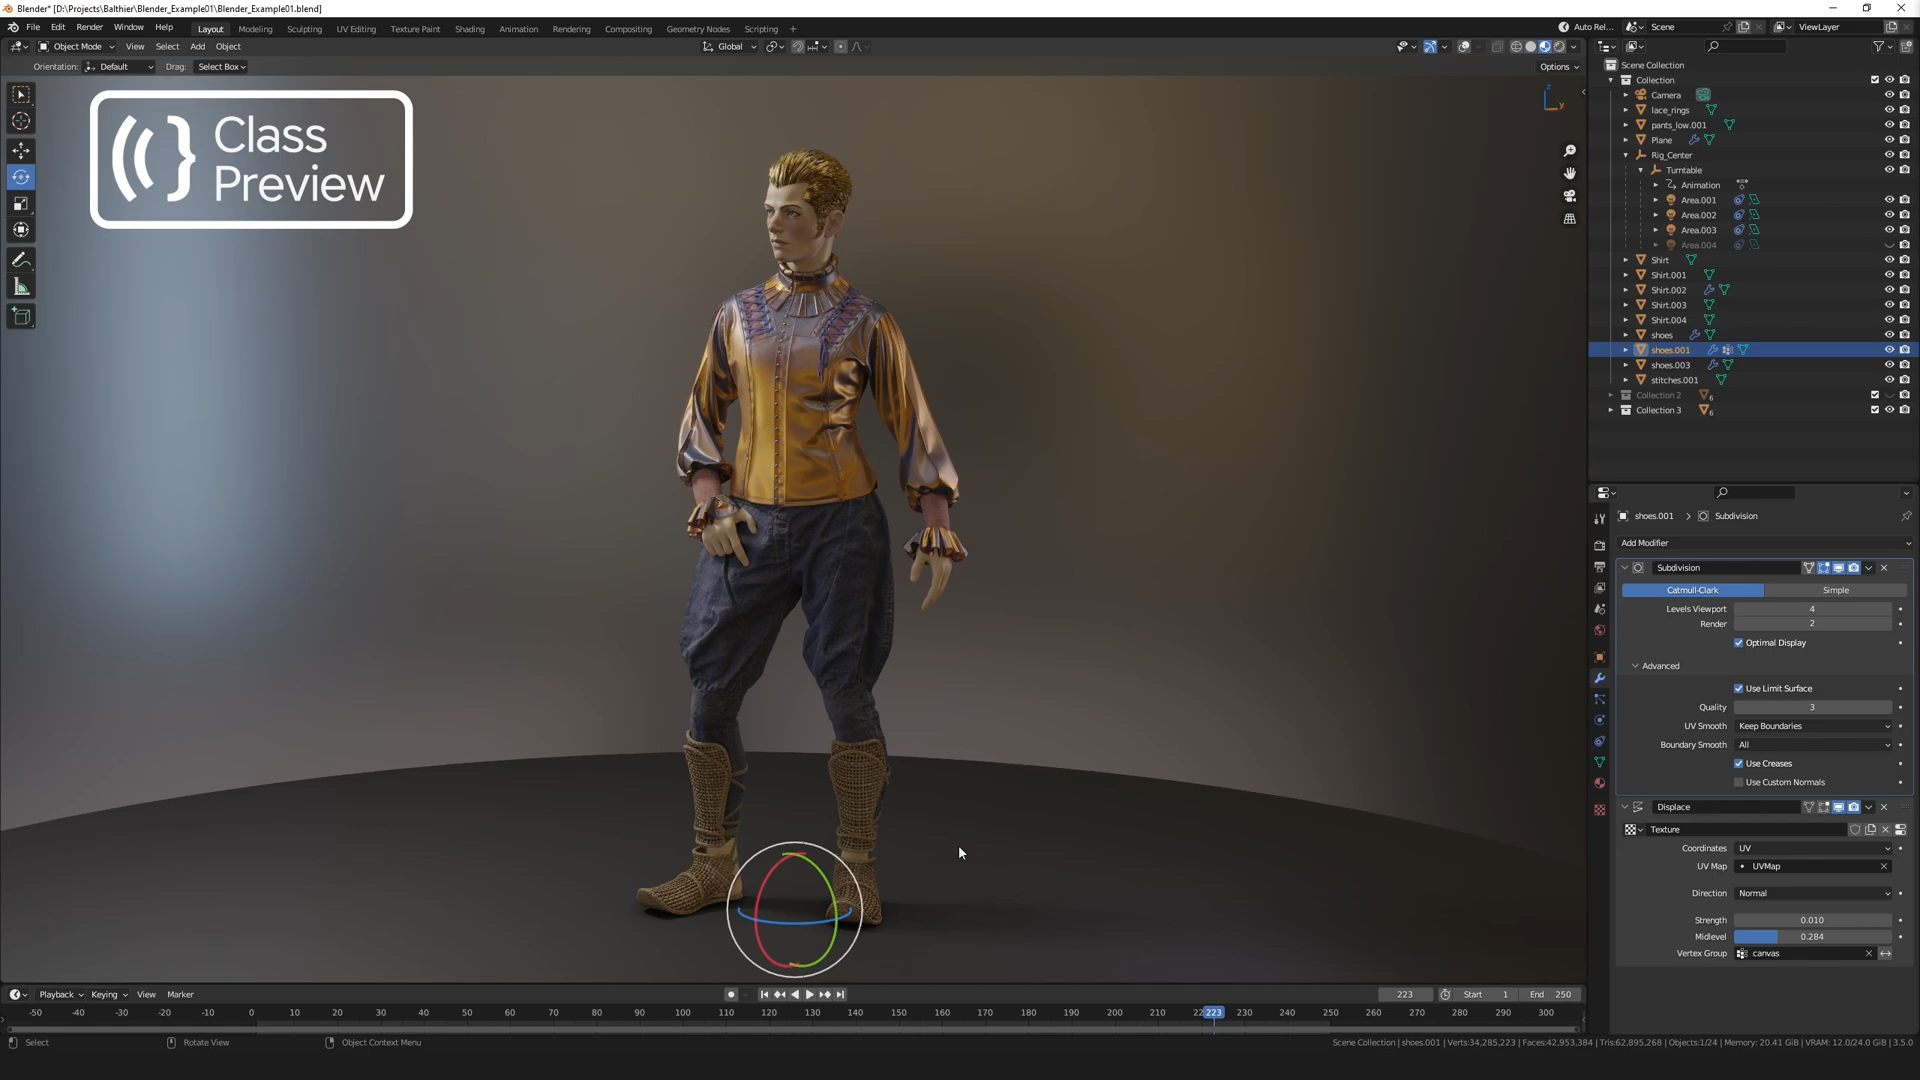 Blender* [D:\Projects\Balthier\Blender_Example01\Blender_Example01.blend]
File Edit Render Window Help Layout Modeling Sculpting UV Editing Texture Paint Shading Animation Rendering Compositing Geometry Nodes Scripting + Auto Rel... Scene ViewLayer
Object Mode View Select Add Object Global
Orientation: Default Drag: Select Box Options
Class
Preview
Z
Y
Scene Collection
Collection
Camera
lace_rings
pants_low.001
Plane
Rig_Center
Turntable
Animation
Area.001
Area.002
Area.003
Area.004
Shirt
Shirt.001
Shirt.002
Shirt.003
Shirt.004
shoes
shoes.001
shoes.003
stitches.001
Collection 2 6
Collection 3 6
shoes.001 > Subdivision
Add Modifier
Subdivision
Catmull-Clark Simple
Levels Viewport 4
Render 2
Optimal Display
Advanced
Use Limit Surface
Quality 3
UV Smooth Keep Boundaries
Boundary Smooth All
Use Creases
Use Custom Normals
Displace
Texture
Coordinates UV
UV Map UVMap
Direction Normal
Strength 0.010
Midlevel 0.284
Vertex Group canvas
Playback Keying View Marker 223 Start 1 End 250
-50 -40 -30 -20 -10 0 10 20 30 40 50 60 70 80 90 100 110 120 130 140 150 160 170 180 190 200 210 22 223 230 240 250 260 270 280 290 300
Select Rotate View Object Context Menu Scene Collection | shoes.001 | Verts:34,285,223 | Faces:42,953,384 | Tris:62,895,268 | Objects:1/24 | Memory: 20.41 GiB | VRAM: 12.0/24.0 GiB | 3.5.0